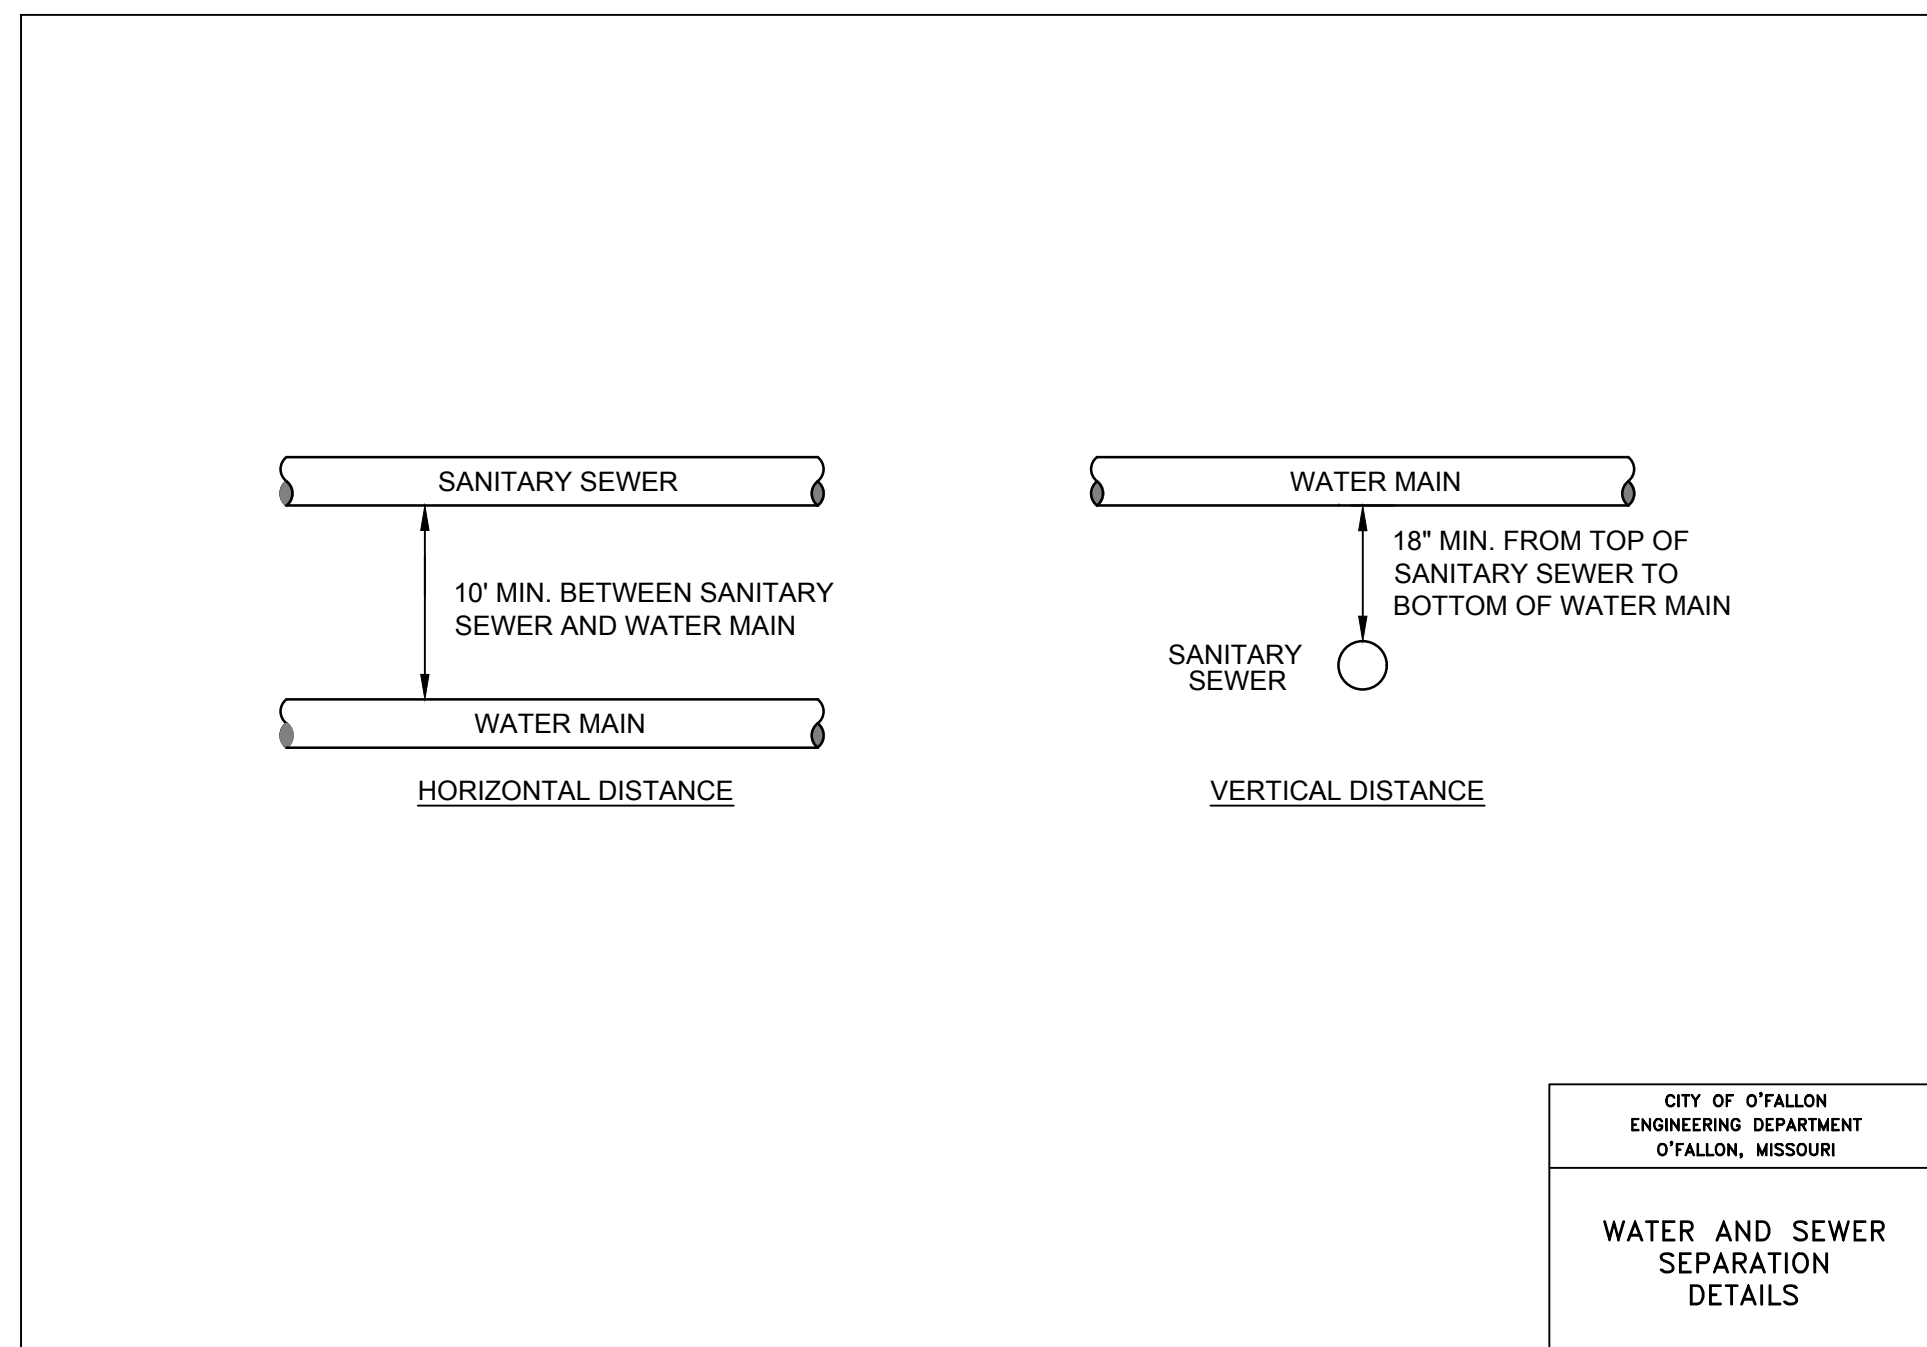 SANITARY SEWER
10' MIN. BETWEEN SANITARY
SEWER AND WATER MAIN
WATER MAIN
HORIZONTAL DISTANCE
WATER MAIN
18" MIN. FROM TOP OF
SANITARY SEWER TO
BOTTOM OF WATER MAIN
SANITARY
SEWER
VERTICAL DISTANCE
CITY OF O'FALLON
ENGINEERING DEPARTMENT
O'FALLON, MISSOURI
WATER AND SEWER
SEPARATION
DETAILS